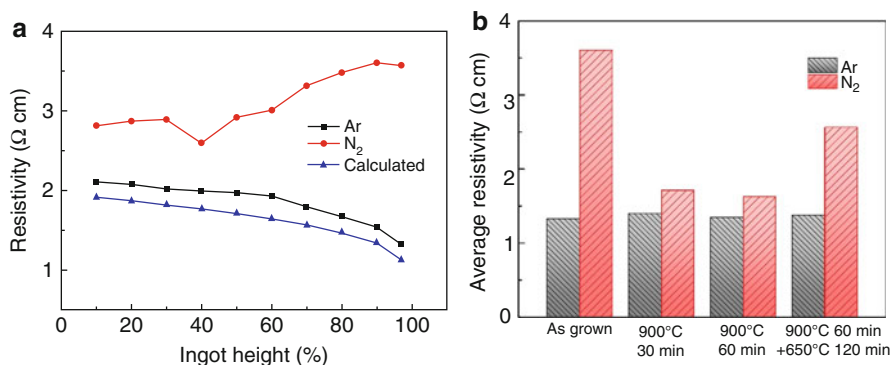 a
4
3
2
1
Resistivity (Ω cm)
Ar
N₂
Calculated
0 20 40 60 80 100
Ingot height (%)
b
4
3
2
1
0
Average resistivity (Ω cm)
Ar
N₂
As grown
900°C
30 min
900°C
60 min
900°C 60 min
+650°C 120 min